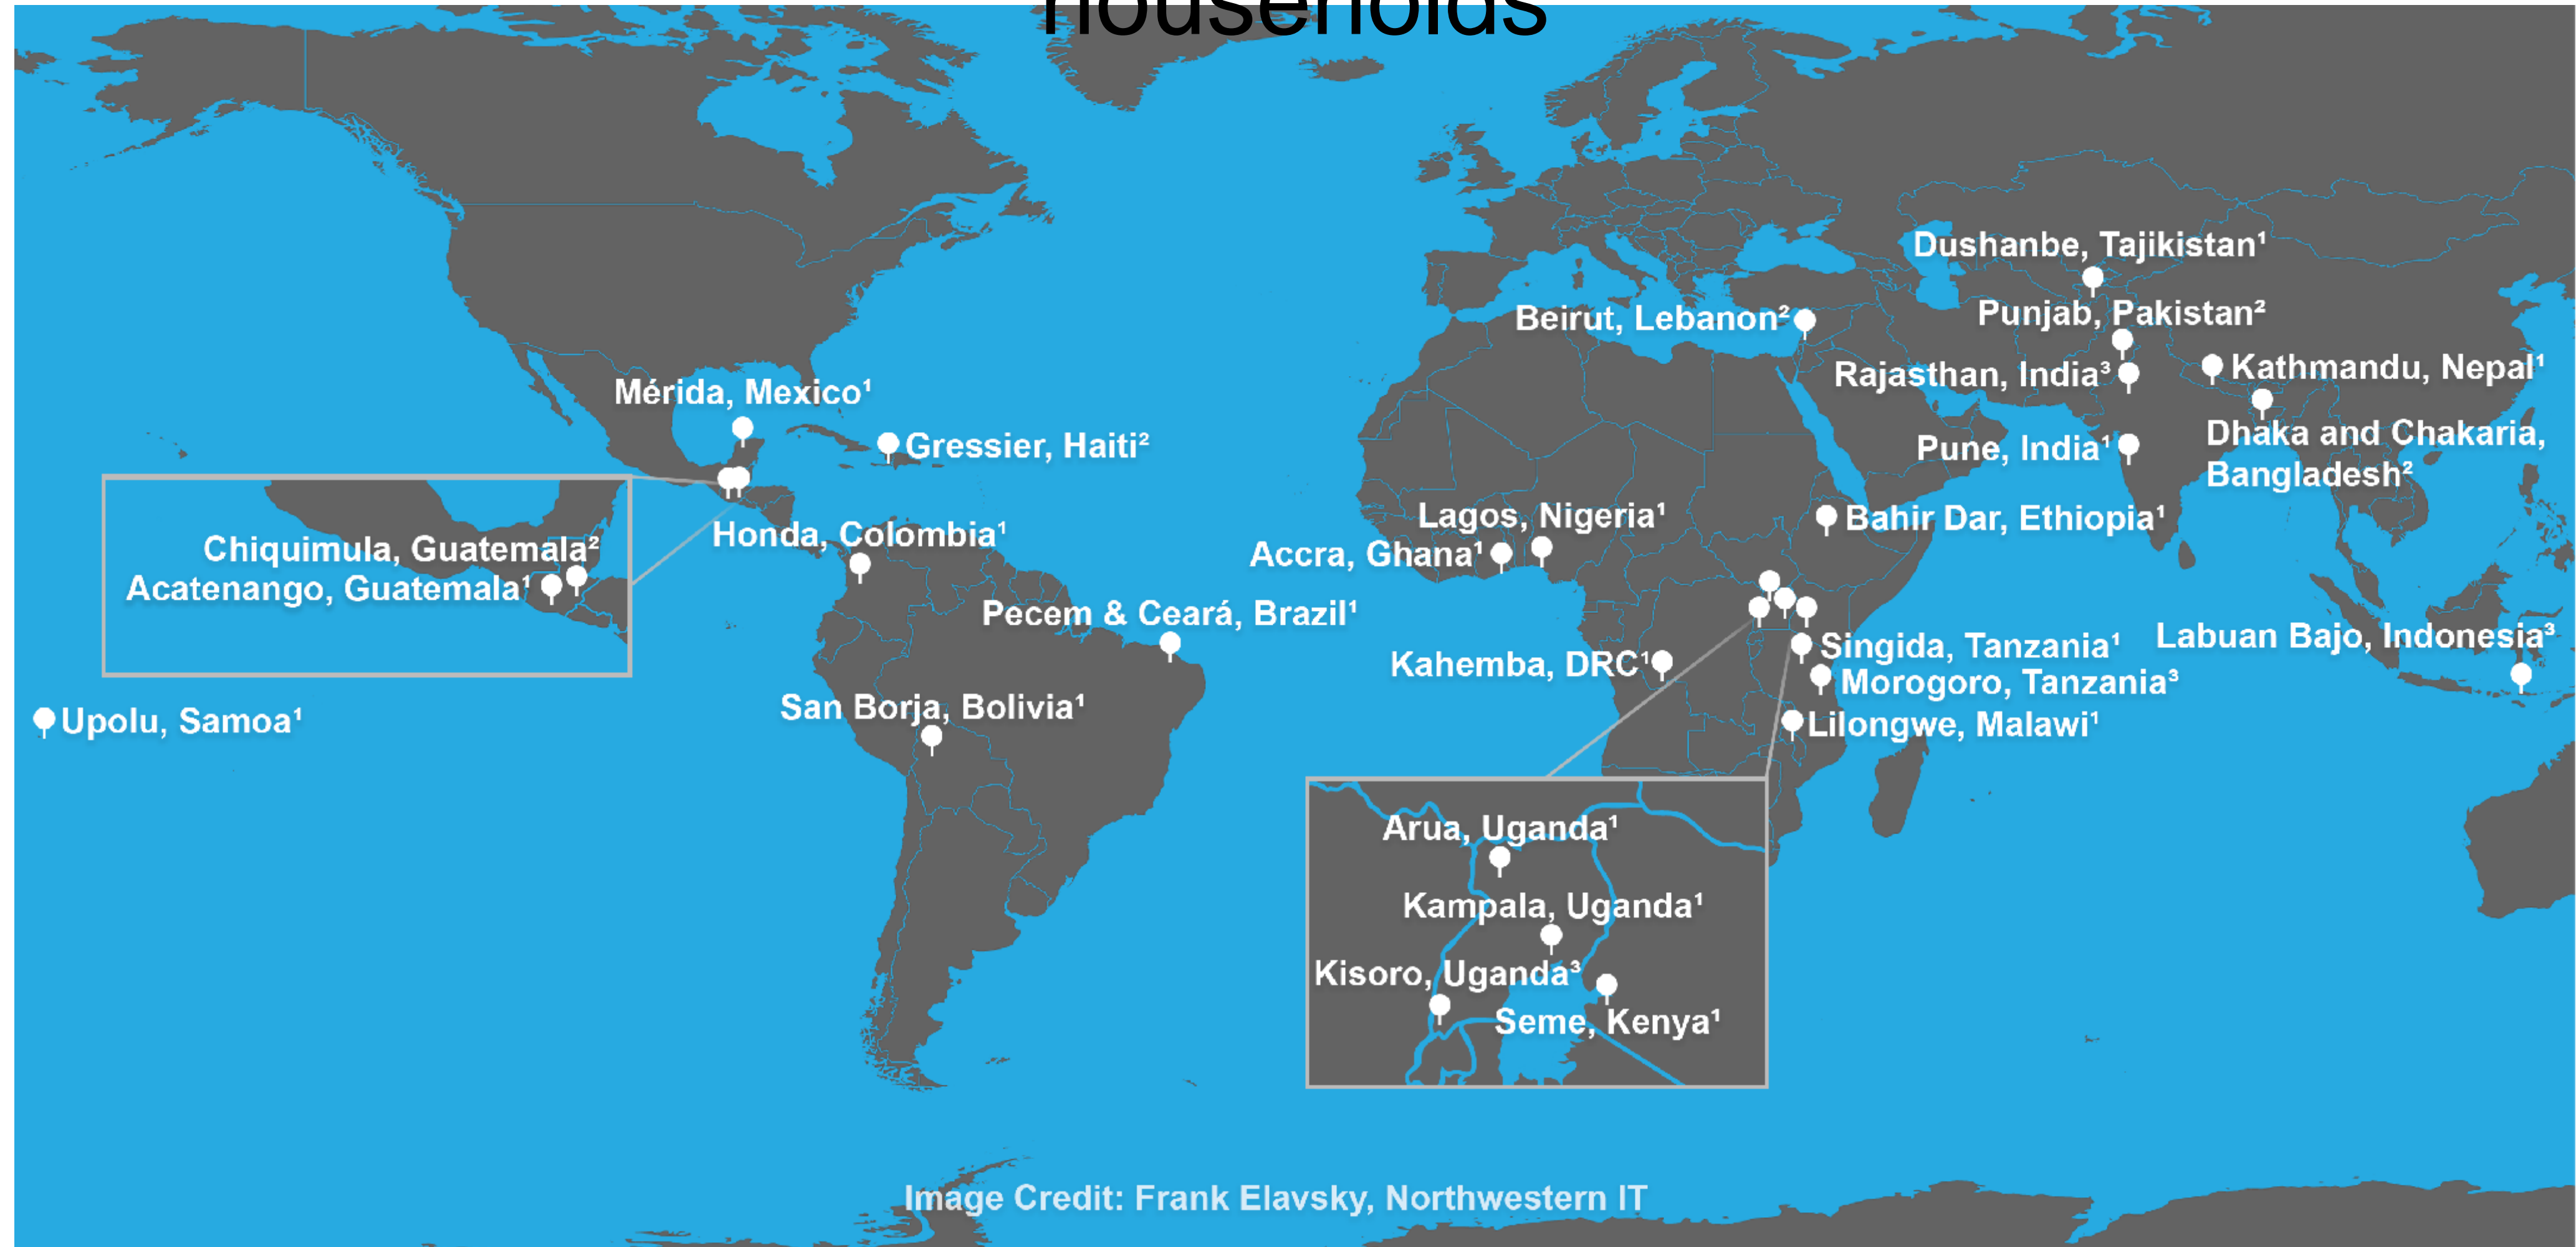 households
Dushanbe, Tajikistan¹
Punjab, Pakistan²
Beirut, Lebanon²
Rajasthan, India³
Kathmandu, Nepal¹
Mérida, Mexico¹
Gressier, Haiti²
Pune, India¹
Dhaka and Chakaria,
Bangladesh²
Chiquimula, Guatemala²
Acatenango, Guatemala¹
Honda, Colombia¹
Lagos, Nigeria¹
Accra, Ghana¹
Bahir Dar, Ethiopia¹
Pecem & Ceará, Brazil¹
Kahemba, DRC¹
Singida, Tanzania¹
Labuan Bajo, Indonesia³
Morogoro, Tanzania³
Upolu, Samoa¹
San Borja, Bolivia¹
Lilongwe, Malawi¹
Arua, Uganda¹
Kampala, Uganda¹
Kisoro, Uganda³
Seme, Kenya¹
Image Credit: Frank Elavsky, Northwestern IT